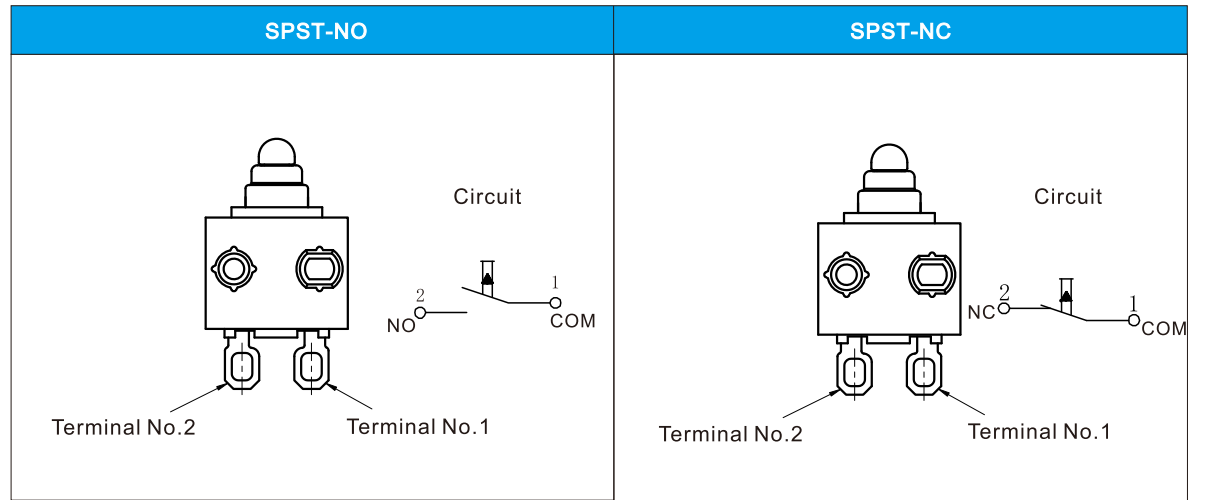 SPST-NO
SPST-NC
Circuit
2
1
NO
COM
Terminal No.2
Terminal No.1
Circuit
2
1
NC
COM
Terminal No.2
Terminal No.1